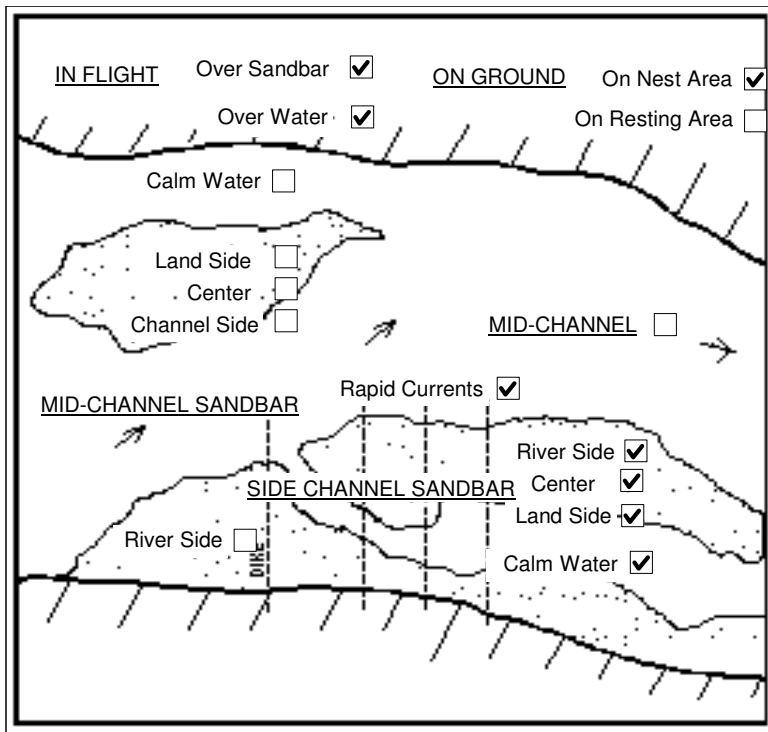 IN FLIGHT Over Sandbar ON GROUND On Nest Area
Over Water On Resting Area
Calm Water
Land Side
Center
Channel Side MID-CHANNEL
Rapid Currents
MID-CHANNEL SANDBAR
River Side
SIDE CHANNEL SANDBAR Center
Land Side
River Side
DIKE
Calm Water